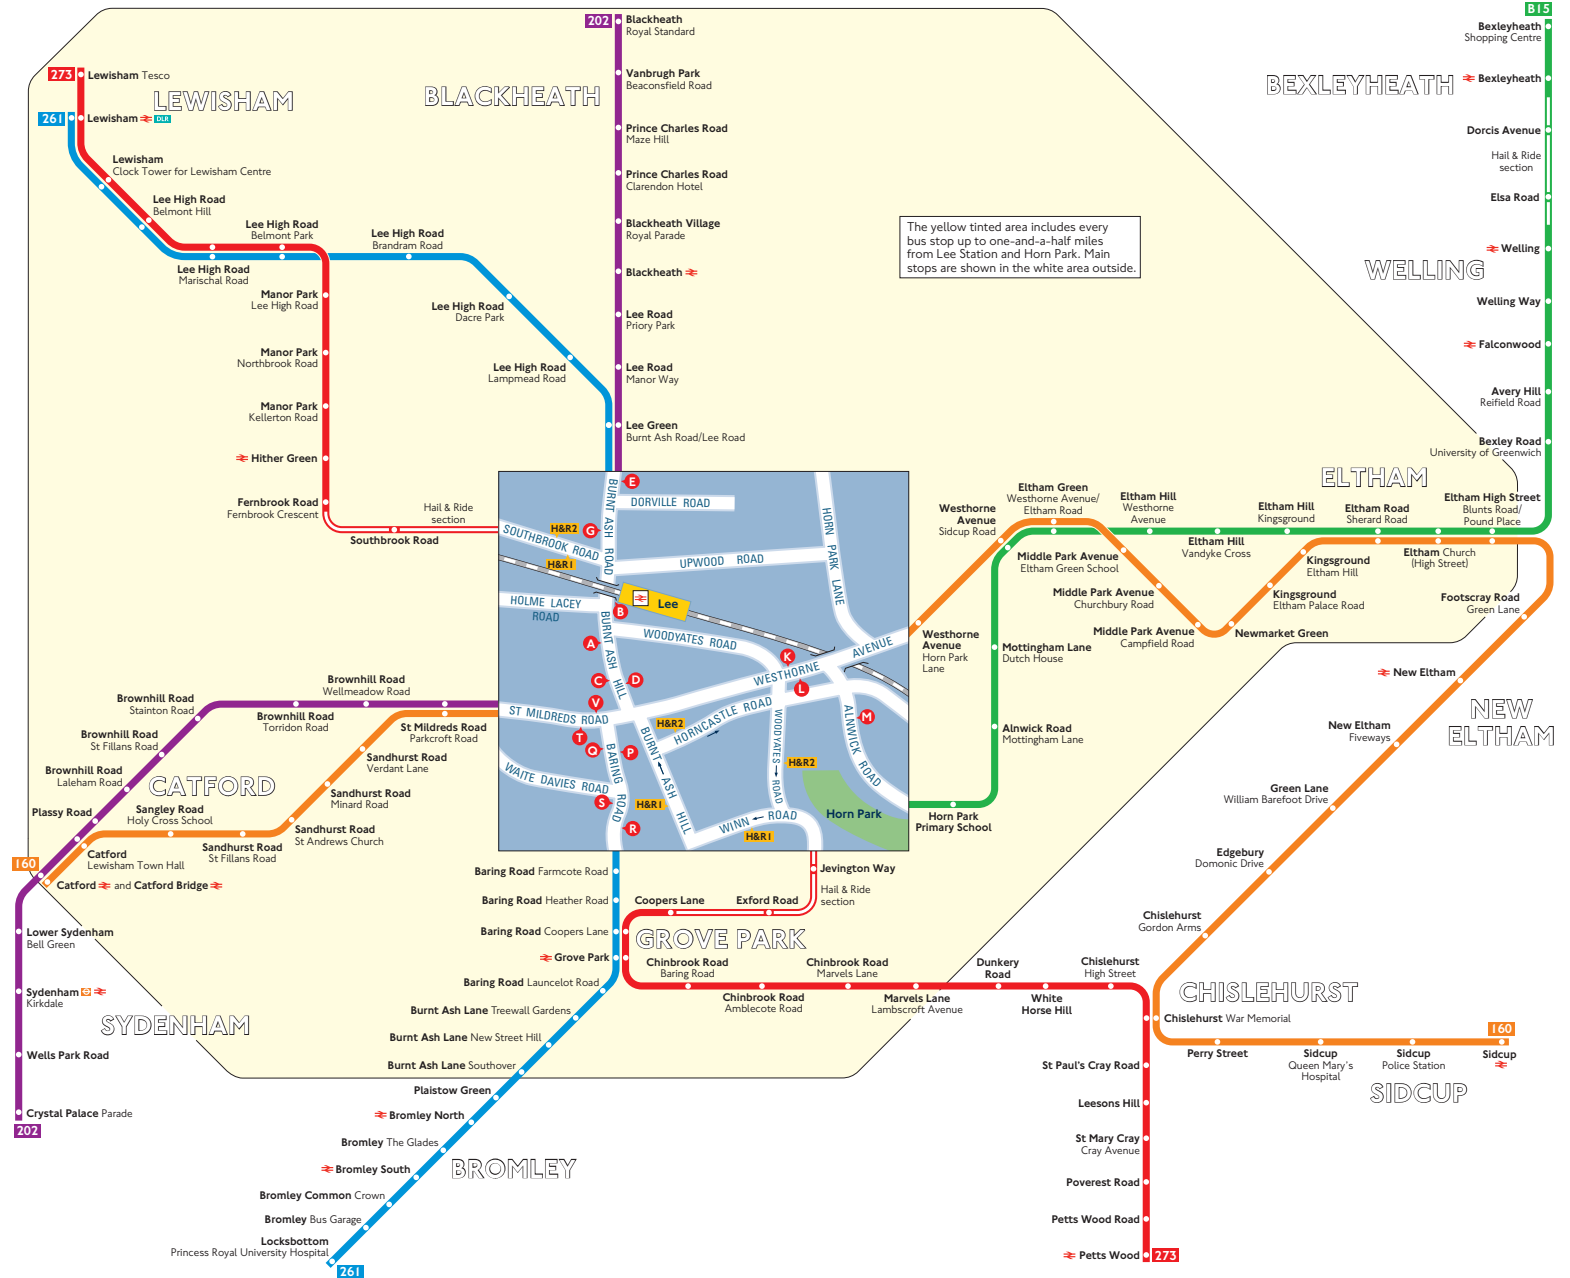 202
Blackheath
Royal Standard
Vanbrugh Park
Beaconsfield Road
Prince Charles Road
Maze Hill
Prince Charles Road
Clarendon Hotel
Blackheath Village
Royal Parade
Blackheath
Lee Road
Priory Park
Lee Road
Manor Way
Lee Green
Burnt Ash Road/Lee Road
BLACKHEATH
273
Lewisham Tesco
LEWISHAM
261
Lewisham DLR
Lewisham
Clock Tower for Lewisham Centre
Lee High Road
Belmont Hill
Lee High Road
Belmont Park
Lee High Road
Marischal Road
Lee High Road
Brandram Road
Lee High Road
Dacre Park
Lee High Road
Lampmead Road
Manor Park
Lee High Road
Manor Park
Northbrook Road
Manor Park
Kellerton Road
Hither Green
Fernbrook Road
Fernbrook Crescent
Hail & Ride
section
Southbrook Road
The yellow tinted area includes every
bus stop up to one-and-a-half miles
from Lee Station and Horn Park. Main
stops are shown in the white area outside.
B15
Bexleyheath
Shopping Centre
Bexleyheath
BEXLEYHEATH
Dorcis Avenue
Hail & Ride
section
Elsa Road
Welling
WELLING
Welling Way
Falconwood
Avery Hill
Reifield Road
Bexley Road
University of Greenwich
ELTHAM
Eltham High Street
Blunts Road/
Pound Place
Eltham Road
Sherard Road
Eltham Hill
Kingsground
Eltham Hill
Westhorne
Avenue
Eltham Green
Westhorne Avenue/
Eltham Road
Westhorne
Avenue
Sidcup Road
Eltham Church
(High Street)
Eltham Hill
Vandyke Cross
Middle Park Avenue
Eltham Green School
Kingsground
Eltham Hill
Middle Park Avenue
Churchbury Road
Kingsground
Eltham Palace Road
Middle Park Avenue
Campfield Road
Newmarket Green
Footscray Road
Green Lane
Westhorne
Avenue
Horn Park
Lane
Mottingham Lane
Dutch House
Alnwick Road
Mottingham Lane
Horn Park
Primary School
New Eltham
NEW
ELTHAM
New Eltham
Fiveways
Green Lane
William Barefoot Drive
Edgebury
Domonic Drive
Chislehurst
Gordon Arms
CHISLEHURST
Chislehurst War Memorial
Perry Street
Sidcup
Queen Mary's
Hospital
Sidcup
Police Station
160
Sidcup
SIDCUP
BURNT ASH ROAD
E
DORVILLE ROAD
H&R2
G
SOUTHBROOK ROAD
H&R1
UPWOOD ROAD
HORN PARK LANE
HOLME LACEY
ROAD
Lee
B
WOODYATES ROAD
A
BURNT ASH HILL
K
WESTHORNE AVENUE
C
D
L
V
ST MILDREDS ROAD
HORNCASTLE ROAD
H&R2
WOODYATES ROAD
ALNWICK ROAD
M
T
Q
P
BURNT ASH HILL
BARING ROAD
H&R2
WAITE DAVIES ROAD
S
H&R1
R
WINN ROAD
H&R1
Horn Park
Brownhill Road
Wellmeadow Road
Brownhill Road
Stainton Road
Brownhill Road
Torridon Road
St Mildreds Road
Parkcroft Road
Brownhill Road
St Fillans Road
Sandhurst Road
Verdant Lane
Brownhill Road
Laleham Road
CATFORD
Sandhurst Road
Minard Road
Plassy Road
Sangley Road
Holy Cross School
Sandhurst Road
St Andrews Church
Sandhurst Road
St Fillans Road
Catford
Lewisham Town Hall
160
Catford and Catford Bridge
Lower Sydenham
Bell Green
Sydenham
Kirkdale
SYDENHAM
Wells Park Road
Crystal Palace Parade
202
Baring Road Farmcote Road
Baring Road Heather Road
Baring Road Coopers Lane
Grove Park
Baring Road Launcelot Road
Burnt Ash Lane Treewall Gardens
Burnt Ash Lane New Street Hill
Burnt Ash Lane Southover
Plaistow Green
Bromley North
Bromley The Glades
Bromley South
BROMLEY
Bromley Common Crown
Bromley Bus Garage
Locksbottom
Princess Royal University Hospital
261
Jevington Way
Hail & Ride
section
Coopers Lane
Exford Road
GROVE PARK
Chinbrook Road
Baring Road
Chinbrook Road
Amblecote Road
Chinbrook Road
Marvels Lane
Marvels Lane
Lambscroft Avenue
Dunkery
Road
White
Horse Hill
Chislehurst
High Street
St Paul's Cray Road
Leesons Hill
St Mary Cray
Cray Avenue
Poverest Road
Petts Wood Road
Petts Wood
273